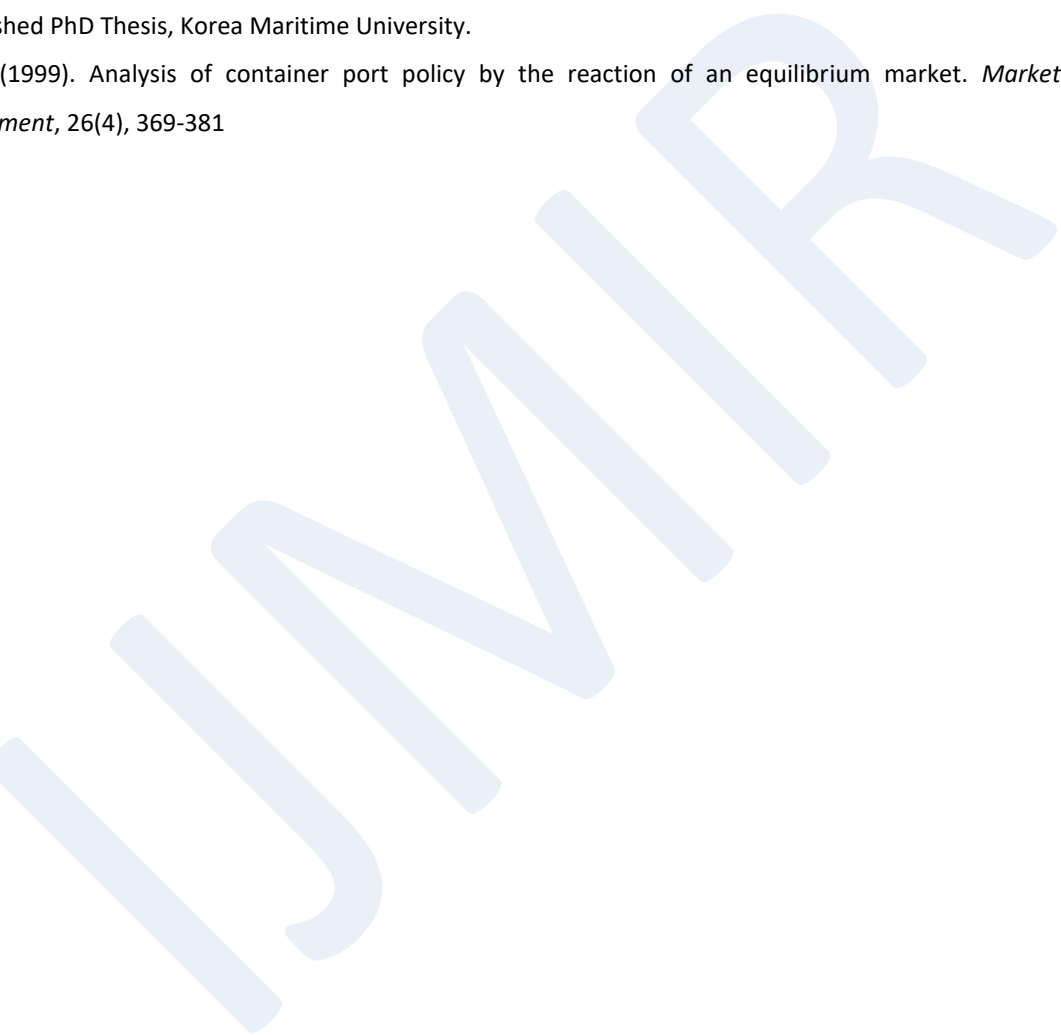 shed PhD Thesis, Korea Maritime University.
(1999). Analysis of container port policy by the reaction of an equilibrium market. Market
ment, 26(4), 369-381
IJMIR